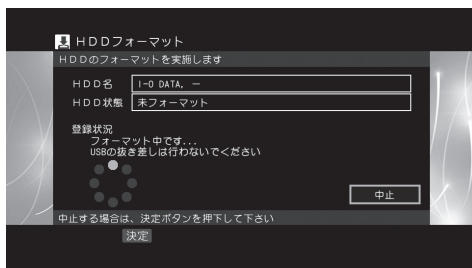 HDDフォーマット
HDDのフォーマットを実施します
HDD名 I-O DATA, ー
HDD状態 未フォーマット
登録状況
フォーマット中です...
USBの抜き差しは行わないでください
中止
中止する場合は、決定ボタンを押下して下さい
決定